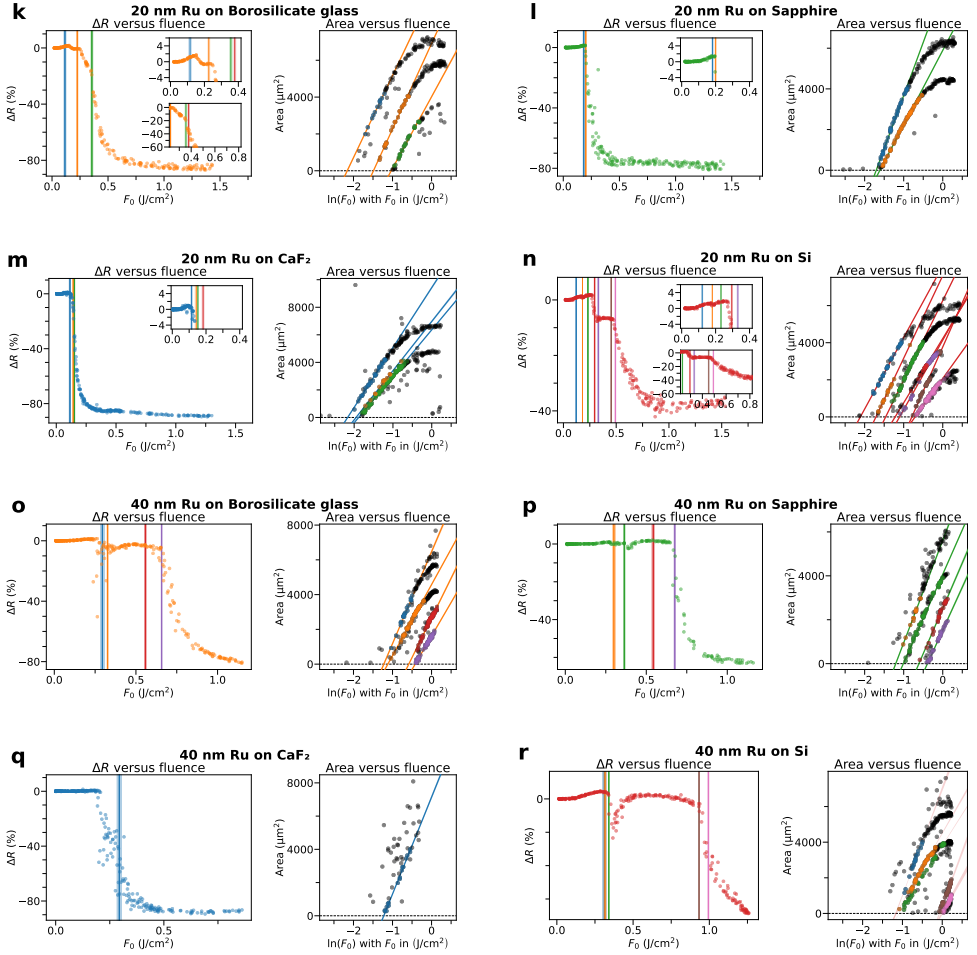 k
20 nm Ru on Borosilicate glass
ΔR versus fluence
Area versus fluence
4
0
−4
0.0 0.2 0.4
0
−20
−40
−60
0.4 0.6 0.8
0
−40
−80
ΔR (%)
0.0 0.5 1.0 1.5
F₀ (J/cm²)
4000
0
Area (µm²)
−2 −1 0
ln(F₀) with F₀ in (J/cm²)
l
20 nm Ru on Sapphire
ΔR versus fluence
Area versus fluence
4
0
−4
0.0 0.2 0.4
0
−40
−80
ΔR (%)
0.0 0.5 1.0 1.5
F₀ (J/cm²)
4000
0
Area (µm²)
−2 −1 0
ln(F₀) with F₀ in (J/cm²)
m
20 nm Ru on CaF₂
ΔR versus fluence
Area versus fluence
4
0
−4
0.0 0.2 0.4
0
−40
−80
ΔR (%)
0.0 0.5 1.0 1.5
F₀ (J/cm²)
8000
4000
0
Area (µm²)
−2 −1 0
ln(F₀) with F₀ in (J/cm²)
n
20 nm Ru on Si
ΔR versus fluence
Area versus fluence
4
0
−4
0.0 0.2 0.4
0
−20
−40
−60
0.4 0.6 0.8
0
−40
ΔR (%)
0.0 0.5 1.0 1.5
F₀ (J/cm²)
4000
0
Area (µm²)
−2 −1 0
ln(F₀) with F₀ in (J/cm²)
o
40 nm Ru on Borosilicate glass
ΔR versus fluence
Area versus fluence
0
−40
−80
ΔR (%)
0.0 0.5 1.0
F₀ (J/cm²)
8000
4000
0
Area (µm²)
−2 −1 0
ln(F₀) with F₀ in (J/cm²)
p
40 nm Ru on Sapphire
ΔR versus fluence
Area versus fluence
0
−40
ΔR (%)
0.0 0.5 1.0
F₀ (J/cm²)
4000
0
Area (µm²)
−2 −1 0
ln(F₀) with F₀ in (J/cm²)
q
40 nm Ru on CaF₂
ΔR versus fluence
Area versus fluence
0
−40
−80
ΔR (%)
0.0 0.5
F₀ (J/cm²)
8000
4000
0
Area (µm²)
−2 −1 0
ln(F₀) with F₀ in (J/cm²)
r
40 nm Ru on Si
ΔR versus fluence
Area versus fluence
0
ΔR (%)
0.0 0.5 1.0
F₀ (J/cm²)
4000
0
Area (µm²)
−2 −1 0
ln(F₀) with F₀ in (J/cm²)